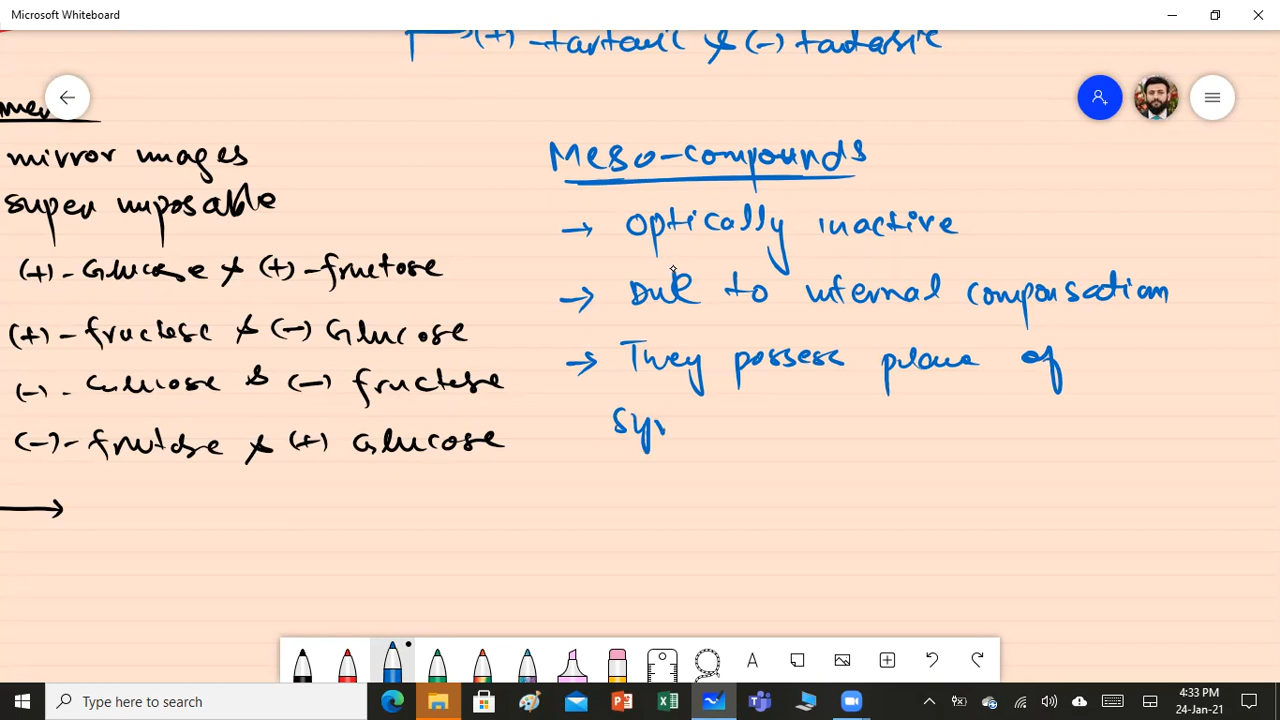 Microsoft Whiteboard
(+) - tartaric & (-) tartaric
mer
mirror images
super imposable
(+) - Glucose & (+) - fructose
(+) - fructose & (-) Glucose
(-) - Glucose & (-) fructose
(-) - fructose & (+) Glucose
Meso-compounds
→ Optically inactive
→ Due to internal compensation
→ They possess plane of
Sy
A
Type here to search
4:33 PM
24-Jan-21